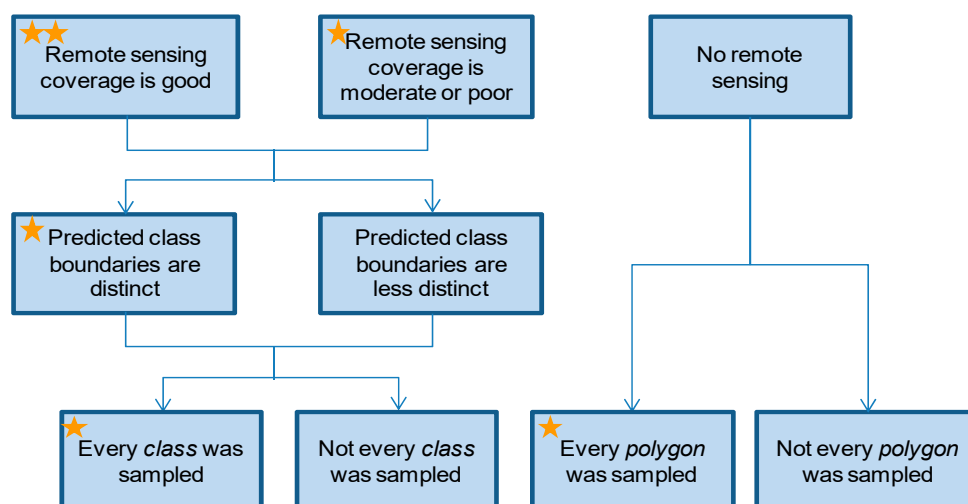 Remote sensing
coverage is good
Remote sensing
coverage is
moderate or poor
No remote
sensing
Predicted class
boundaries are
distinct
Predicted class
boundaries are
less distinct
Every class was
sampled
Not every class
was sampled
Every polygon
was sampled
Not every polygon
was sampled